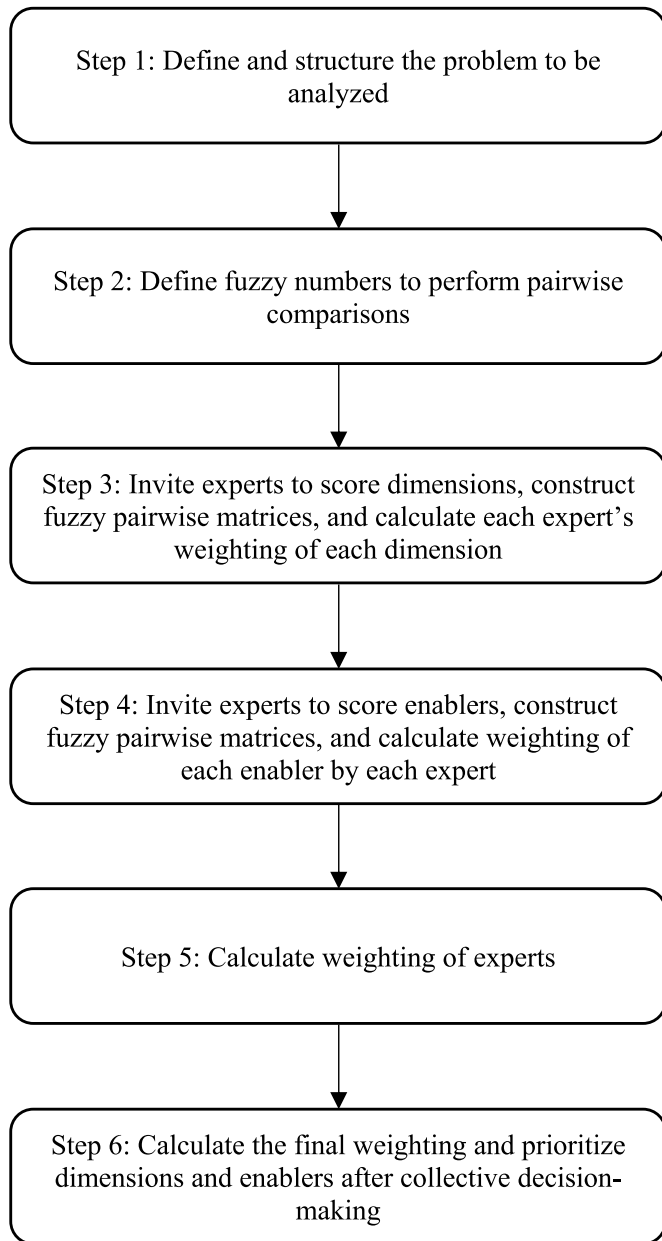 Step 1: Define and structure the problem to be
analyzed
Step 2: Define fuzzy numbers to perform pairwise
comparisons
Step 3: Invite experts to score dimensions, construct
fuzzy pairwise matrices, and calculate each expert’s
weighting of each dimension
Step 4: Invite experts to score enablers, construct
fuzzy pairwise matrices, and calculate weighting of
each enabler by each expert
Step 5: Calculate weighting of experts
Step 6: Calculate the final weighting and prioritize
dimensions and enablers after collective decision-
making